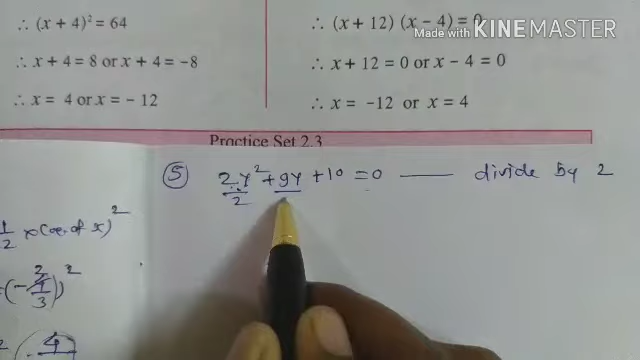 ∴ (x + 4)² = 64
∴ x + 4 = 8 or x + 4 = –8
∴ x = 4 or x = – 12
∴ (x + 12) (x – 4) = 0
∴ x + 12 = 0 or x – 4 = 0
∴ x = –12 or x = 4
Made with KINEMASTER
Practice Set 2.3
⑤ 2y² + 9y + 10 = 0 — divide by 2
2
1/2 x (co. of x)²